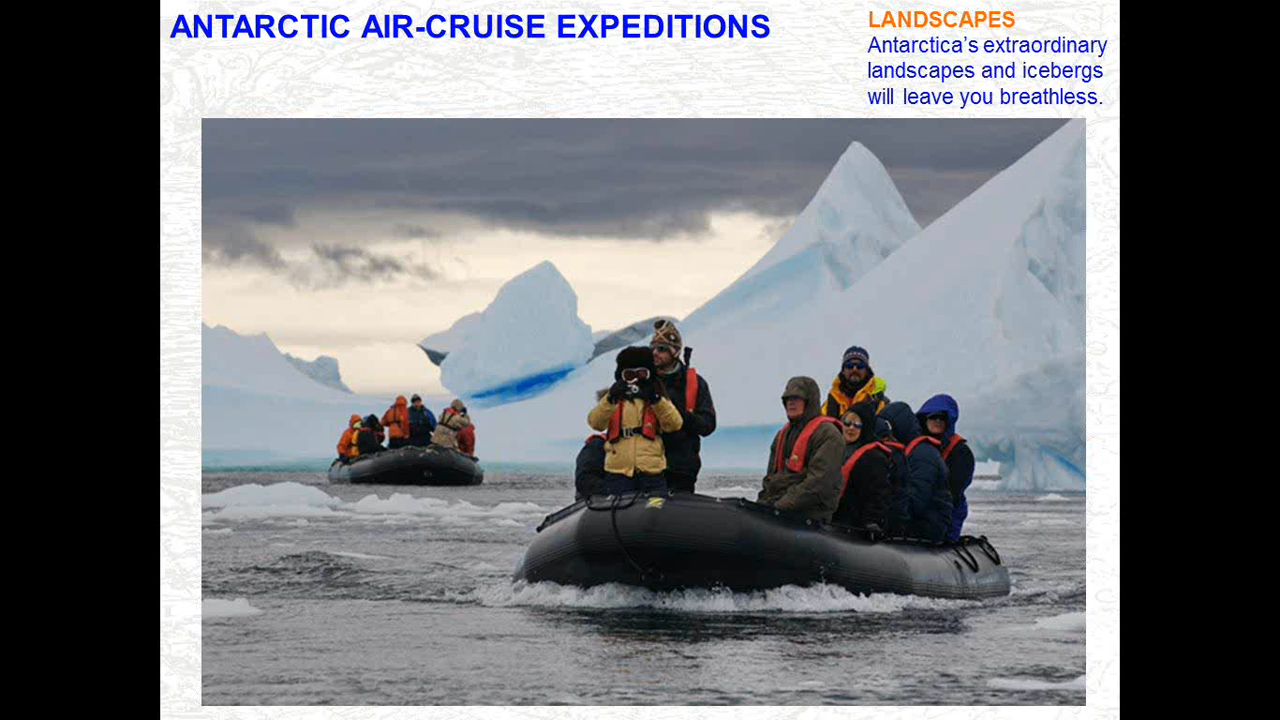 ANTARCTIC AIR-CRUISE EXPEDITIONS
LANDSCAPES
Antarctica's extraordinary
landscapes and icebergs
will leave you breathless.